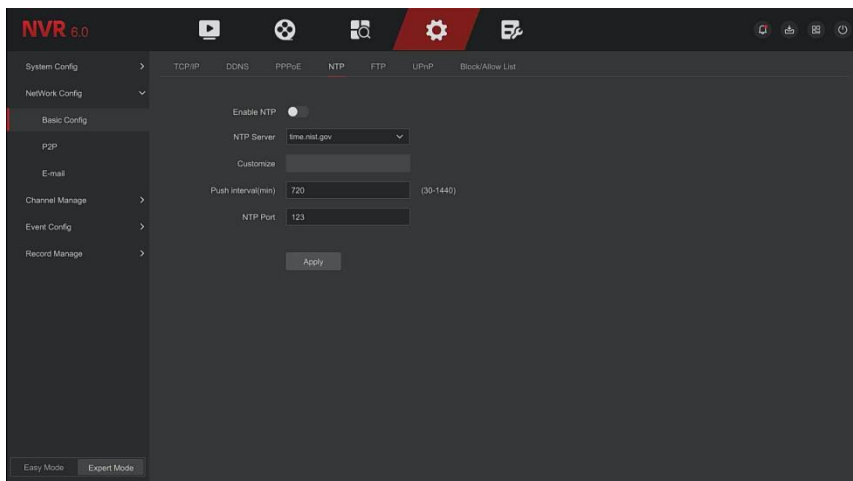 NVR 6.0
System Config
TCP/IP DDNS PPPoE NTP FTP UPnP Block/Allow List
NetWork Config
Basic Config
P2P
E-mail
Channel Manage
Event Config
Record Manage
Enable NTP
NTP Server time.nist.gov
Customize
Push interval(min) 720 (30-1440)
NTP Port 123
Apply
Easy Mode Expert Mode